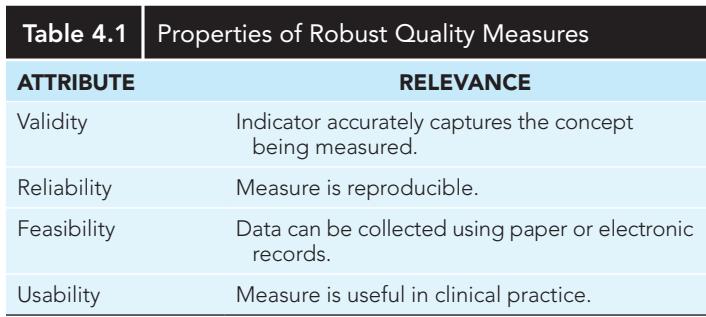 Table 4.1 Properties of Robust Quality Measures
ATTRIBUTE RELEVANCE
Validity Indicator accurately captures the concept
being measured.
Reliability Measure is reproducible.
Feasibility Data can be collected using paper or electronic
records.
Usability Measure is useful in clinical practice.